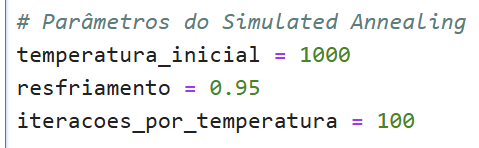 # Parâmetros do Simulated Annealing
temperatura_inicial = 1000
resfriamento = 0.95
iteracoes_por_temperatura = 100